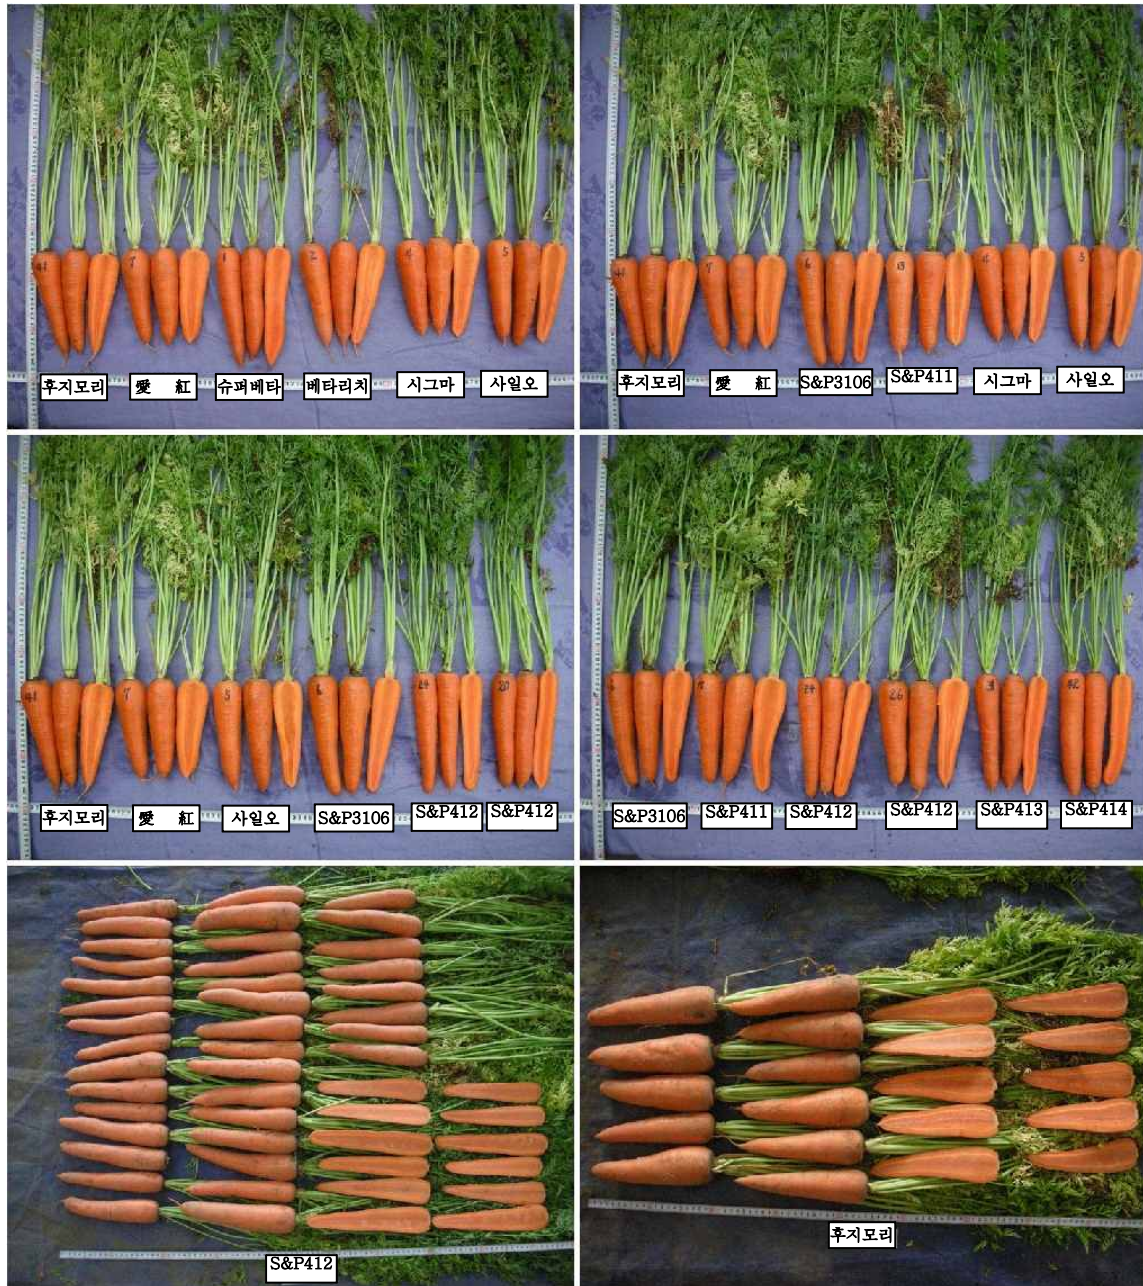 후지모리 愛 紅 슈퍼베타 베타리치 시그마 사일오
후지모리 愛 紅 S&P3106 S&P411 시그마 사일오
후지모리 愛 紅 사일오 S&P3106 S&P412 S&P412
S&P3106 S&P411 S&P412 S&P412 S&P413 S&P414
S&P412
후지모리